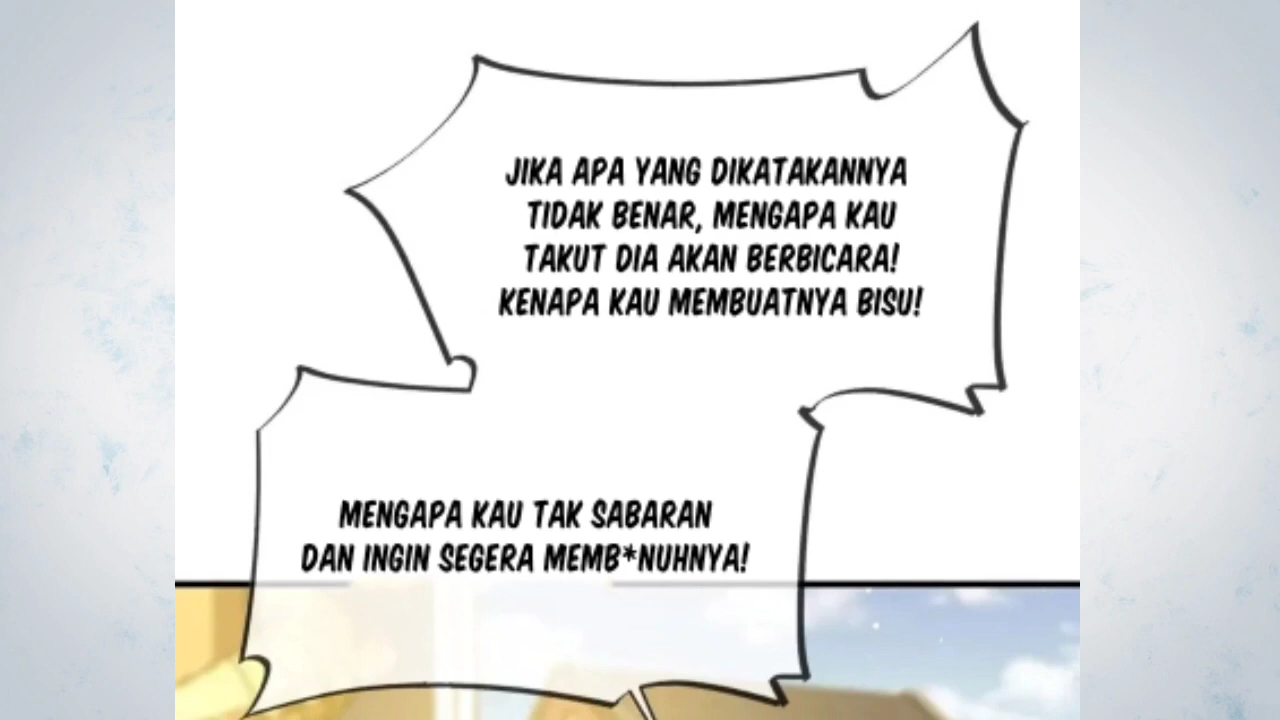 JIKA APA YANG DIKATAKANNYA
TIDAK BENAR, MENGAPA KAU
TAKUT DIA AKAN BERBICARA!
KENAPA KAU MEMBUATNYA BISU!
MENGAPA KAU TAK SABARAN
DAN INGIN SEGERA MEMB*NUHNYA!